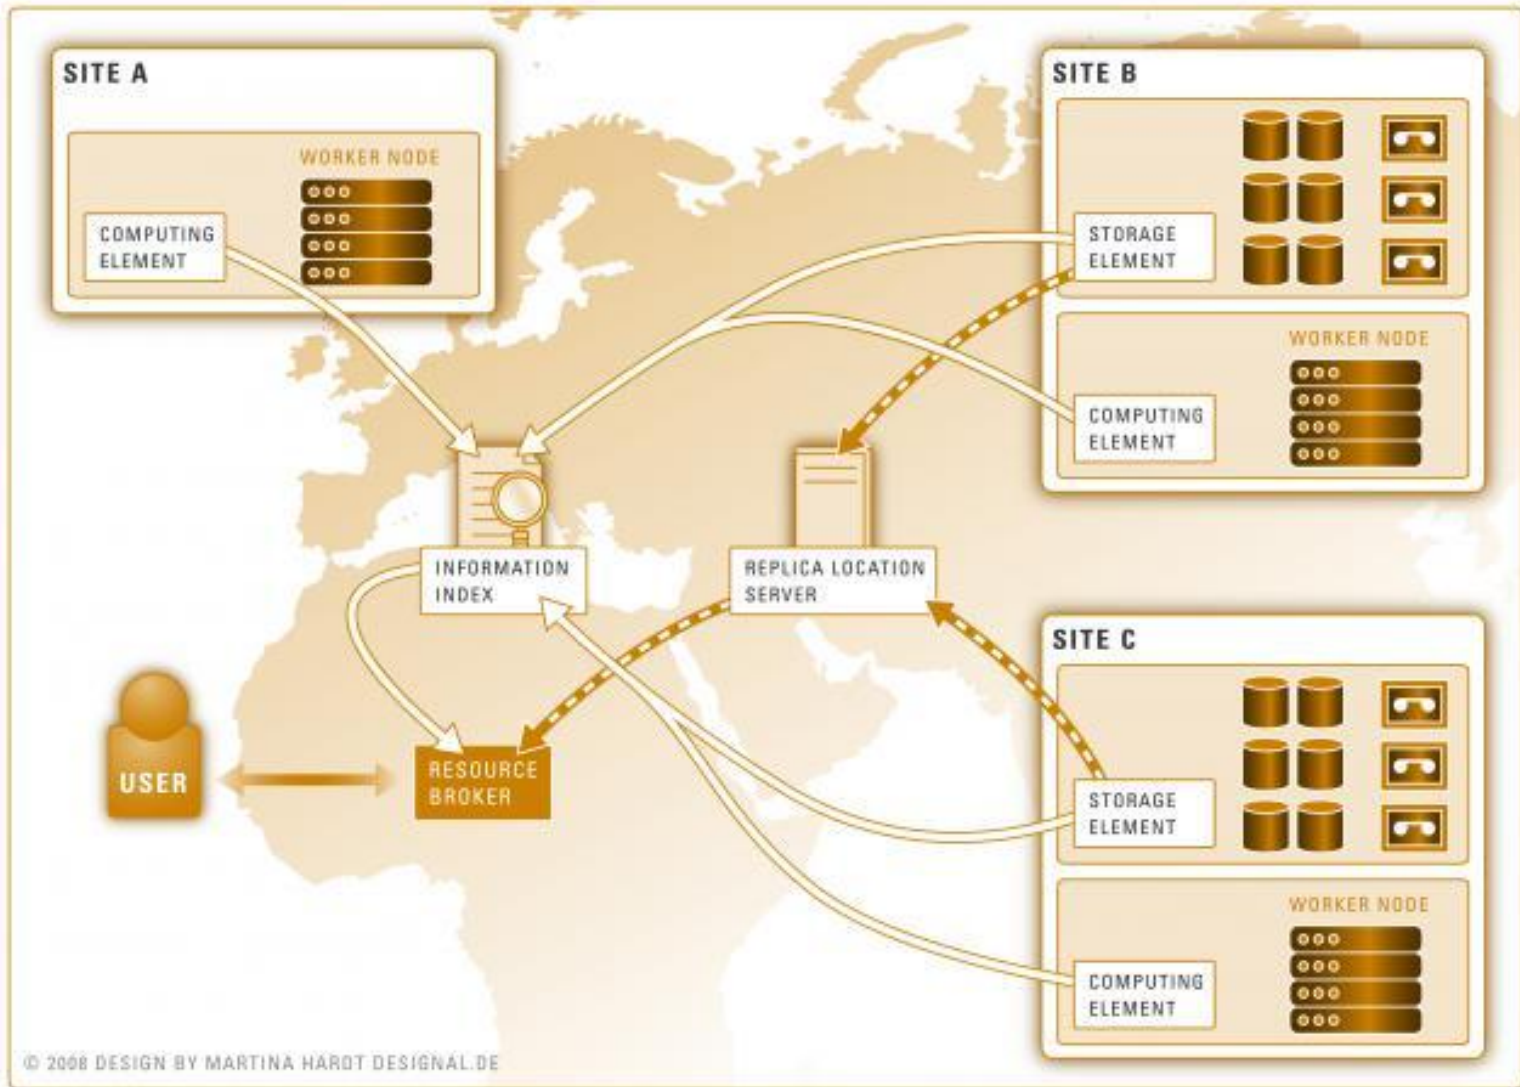 SITE A
WORKER NODE
COMPUTING
ELEMENT
SITE B
STORAGE
ELEMENT
WORKER NODE
COMPUTING
ELEMENT
INFORMATION
INDEX
REPLICA LOCATION
SERVER
SITE C
STORAGE
ELEMENT
WORKER NODE
COMPUTING
ELEMENT
USER
RESOURCE
BROKER
© 2008 DESIGN BY MARTINA HARDT DESIGNAL.DE